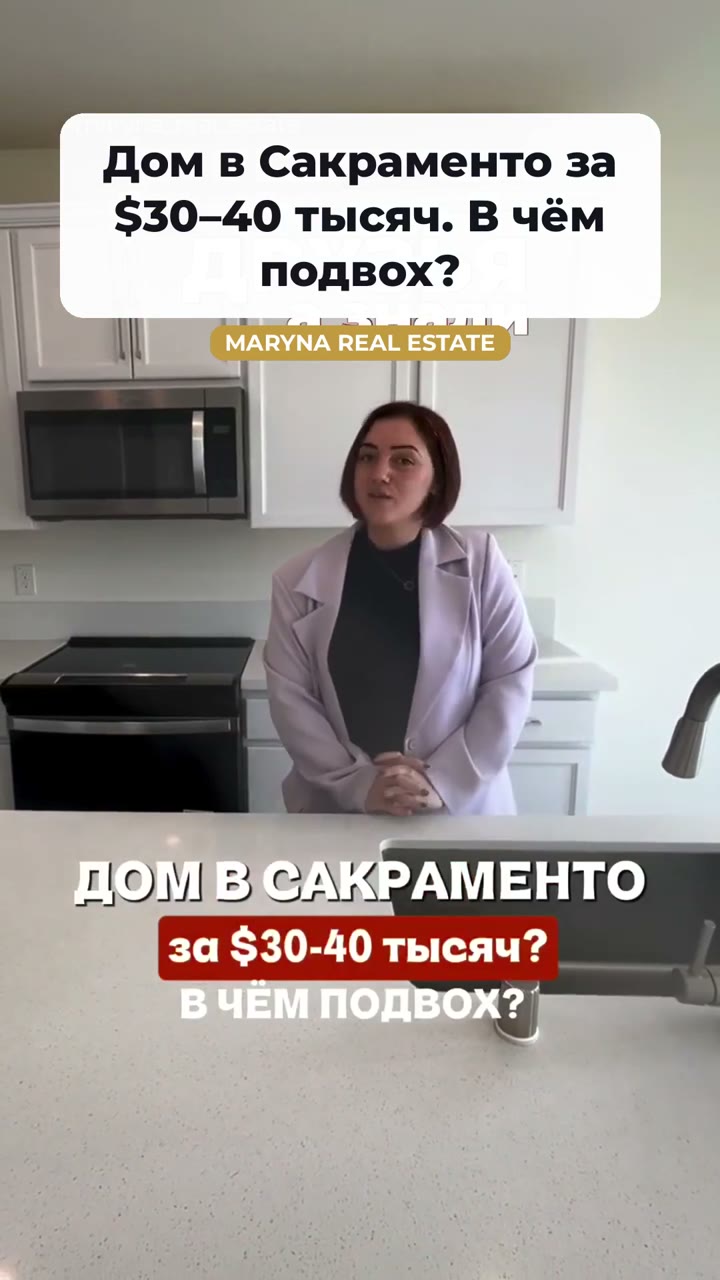 Дом в Сакраменто за
$30–40 тысяч. В чём
подвох?
MARYNA REAL ESTATE
ДОМ В САКРАМЕНТО
за $30-40 тысяч?
В ЧЁМ ПОДВОХ?